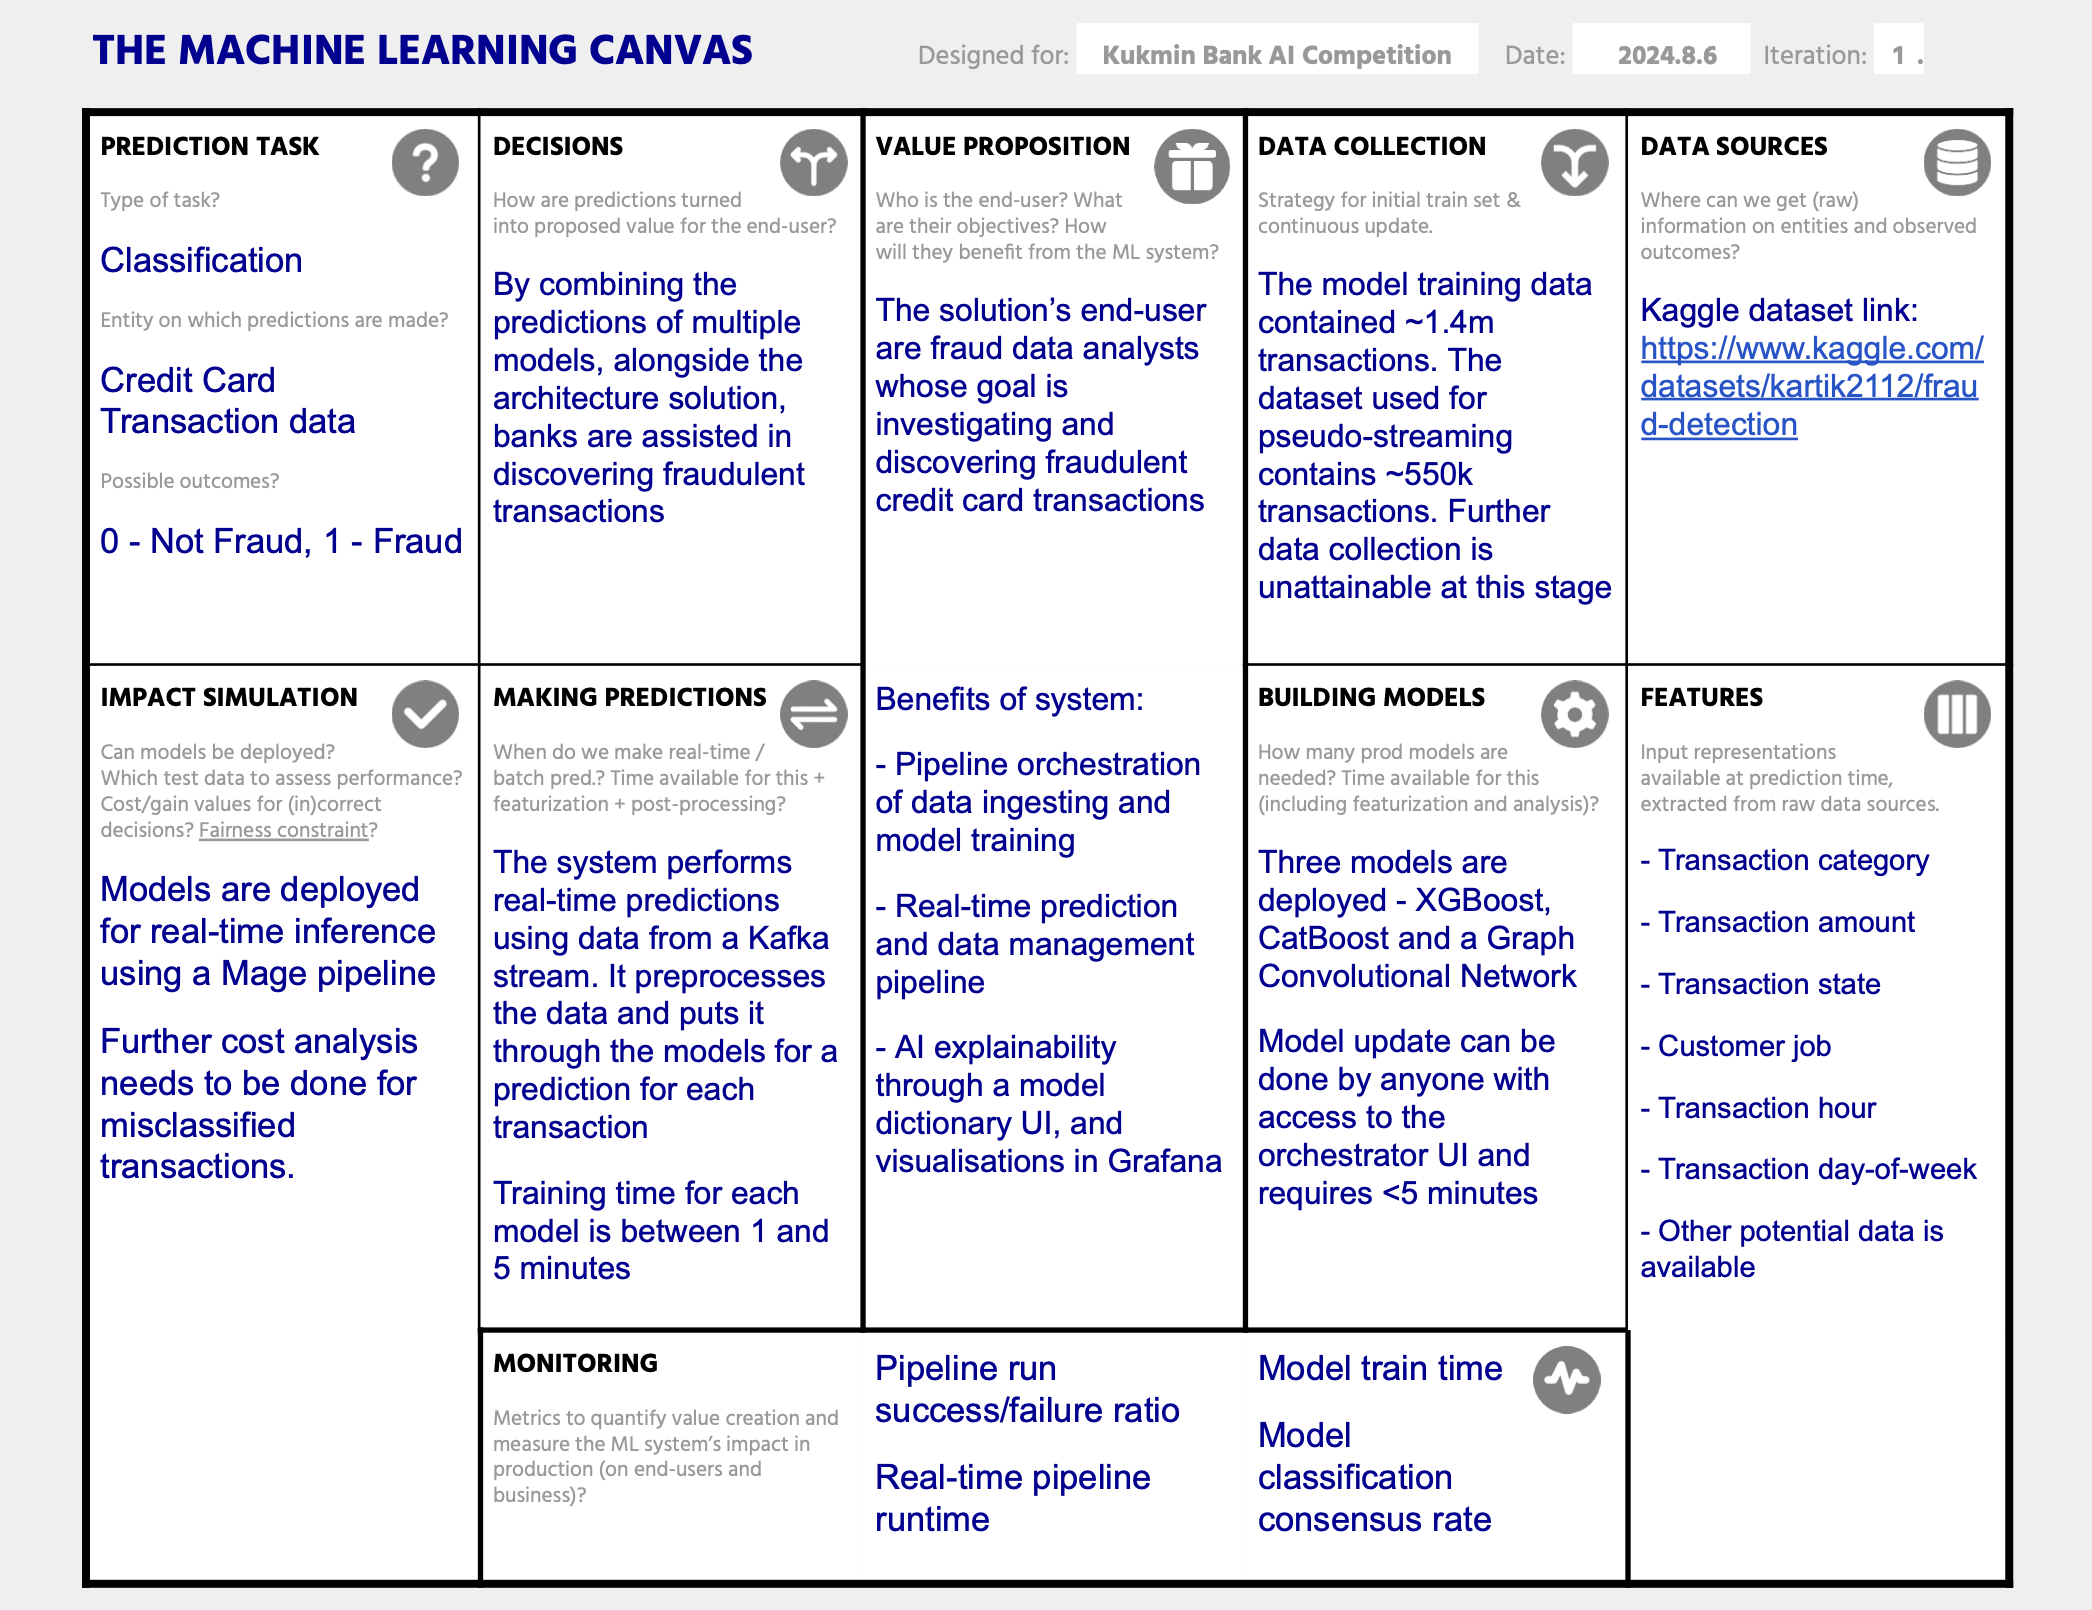 THE MACHINE LEARNING CANVAS
Designed for: Kukmin Bank AI Competition Date: 2024.8.6 Iteration: 1 .
PREDICTION TASK
Type of task?
Classification
Entity on which predictions are made?
Credit Card
Transaction data
Possible outcomes?
0 - Not Fraud, 1 - Fraud
DECISIONS
How are predictions turned
into proposed value for the end-user?
By combining the
predictions of multiple
models, alongside the
architecture solution,
banks are assisted in
discovering fraudulent
transactions
VALUE PROPOSITION
Who is the end-user? What
are their objectives? How
will they benefit from the ML system?
The solution’s end-user
are fraud data analysts
whose goal is
investigating and
discovering fraudulent
credit card transactions
Benefits of system:
- Pipeline orchestration
of data ingesting and
model training
- Real-time prediction
and data management
pipeline
- AI explainability
through a model
dictionary UI, and
visualisations in Grafana
DATA COLLECTION
Strategy for initial train set &
continuous update.
The model training data
contained ~1.4m
transactions. The
dataset used for
pseudo-streaming
contains ~550k
transactions. Further
data collection is
unattainable at this stage
DATA SOURCES
Where can we get (raw)
information on entities and observed
outcomes?
Kaggle dataset link:
https://www.kaggle.com/
datasets/kartik2112/frau
d-detection
IMPACT SIMULATION
Can models be deployed?
Which test data to assess performance?
Cost/gain values for (in)correct
decisions? Fairness constraint?
Models are deployed
for real-time inference
using a Mage pipeline
Further cost analysis
needs to be done for
misclassified
transactions.
MAKING PREDICTIONS
When do we make real-time /
batch pred.? Time available for this +
featurization + post-processing?
The system performs
real-time predictions
using data from a Kafka
stream. It preprocesses
the data and puts it
through the models for a
prediction for each
transaction
Training time for each
model is between 1 and
5 minutes
BUILDING MODELS
How many prod models are
needed? Time available for this
(including featurization and analysis)?
Three models are
deployed - XGBoost,
CatBoost and a Graph
Convolutional Network
Model update can be
done by anyone with
access to the
orchestrator UI and
requires <5 minutes
FEATURES
Input representations
available at prediction time,
extracted from raw data sources.
- Transaction category
- Transaction amount
- Transaction state
- Customer job
- Transaction hour
- Transaction day-of-week
- Other potential data is
available
MONITORING
Metrics to quantify value creation and
measure the ML system’s impact in
production (on end-users and
business)?
Pipeline run
success/failure ratio
Real-time pipeline
runtime
Model train time
Model
classification
consensus rate